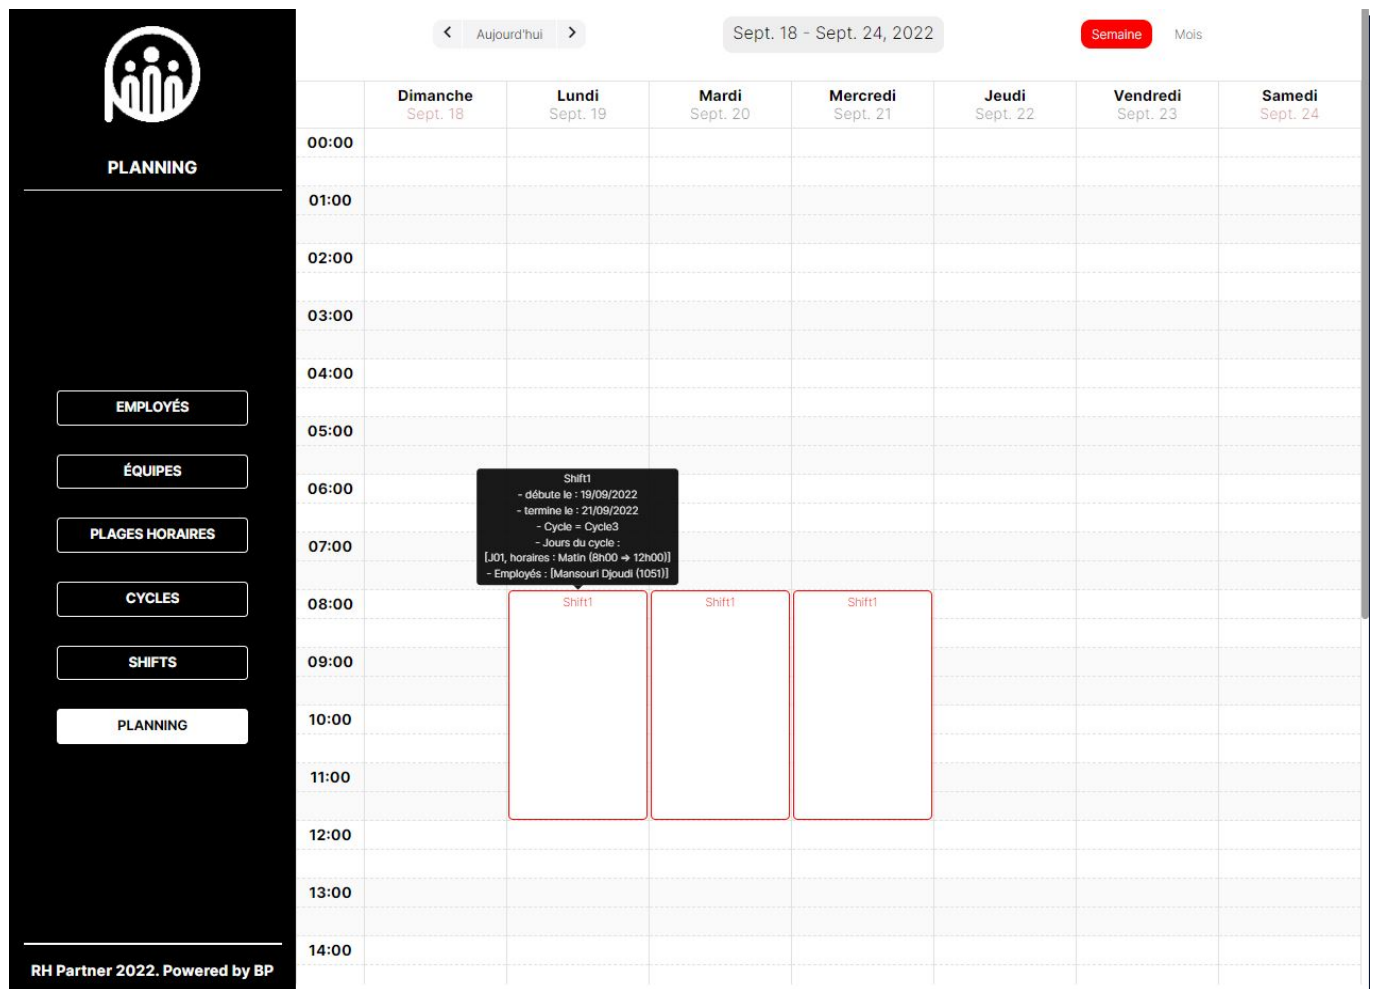 PLANNING
EMPLOYÉS
ÉQUIPES
PLAGES HORAIRES
CYCLES
SHIFTS
PLANNING
RH Partner 2022. Powered by BP
Aujourd'hui
Sept. 18 - Sept. 24, 2022
Semaine Mois
Dimanche Lundi Mardi Mercredi Jeudi Vendredi Samedi
Sept. 18 Sept. 19 Sept. 20 Sept. 21 Sept. 22 Sept. 23 Sept. 24
00:00
01:00
02:00
03:00
04:00
05:00
06:00
07:00
Shift1
- débute le : 19/09/2022
- termine le : 21/09/2022
- Cycle = Cycle3
- Jours du cycle :
[J01, horaires : Matin (8h00 → 12h00)]
- Employés : [Mansouri Djoudi (1051)]
08:00 Shift1 Shift1 Shift1
09:00
10:00
11:00
12:00
13:00
14:00